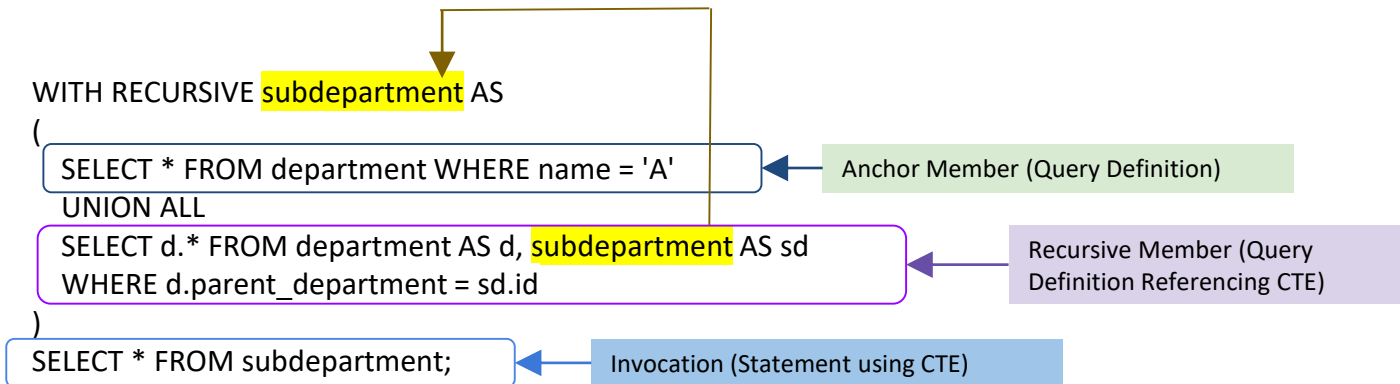 WITH RECURSIVE subdepartment AS
(
SELECT * FROM department WHERE name = 'A'
Anchor Member (Query Definition)
UNION ALL
SELECT d.* FROM department AS d, subdepartment AS sd
WHERE d.parent_department = sd.id
Recursive Member (Query
Definition Referencing CTE)
)
SELECT * FROM subdepartment;
Invocation (Statement using CTE)